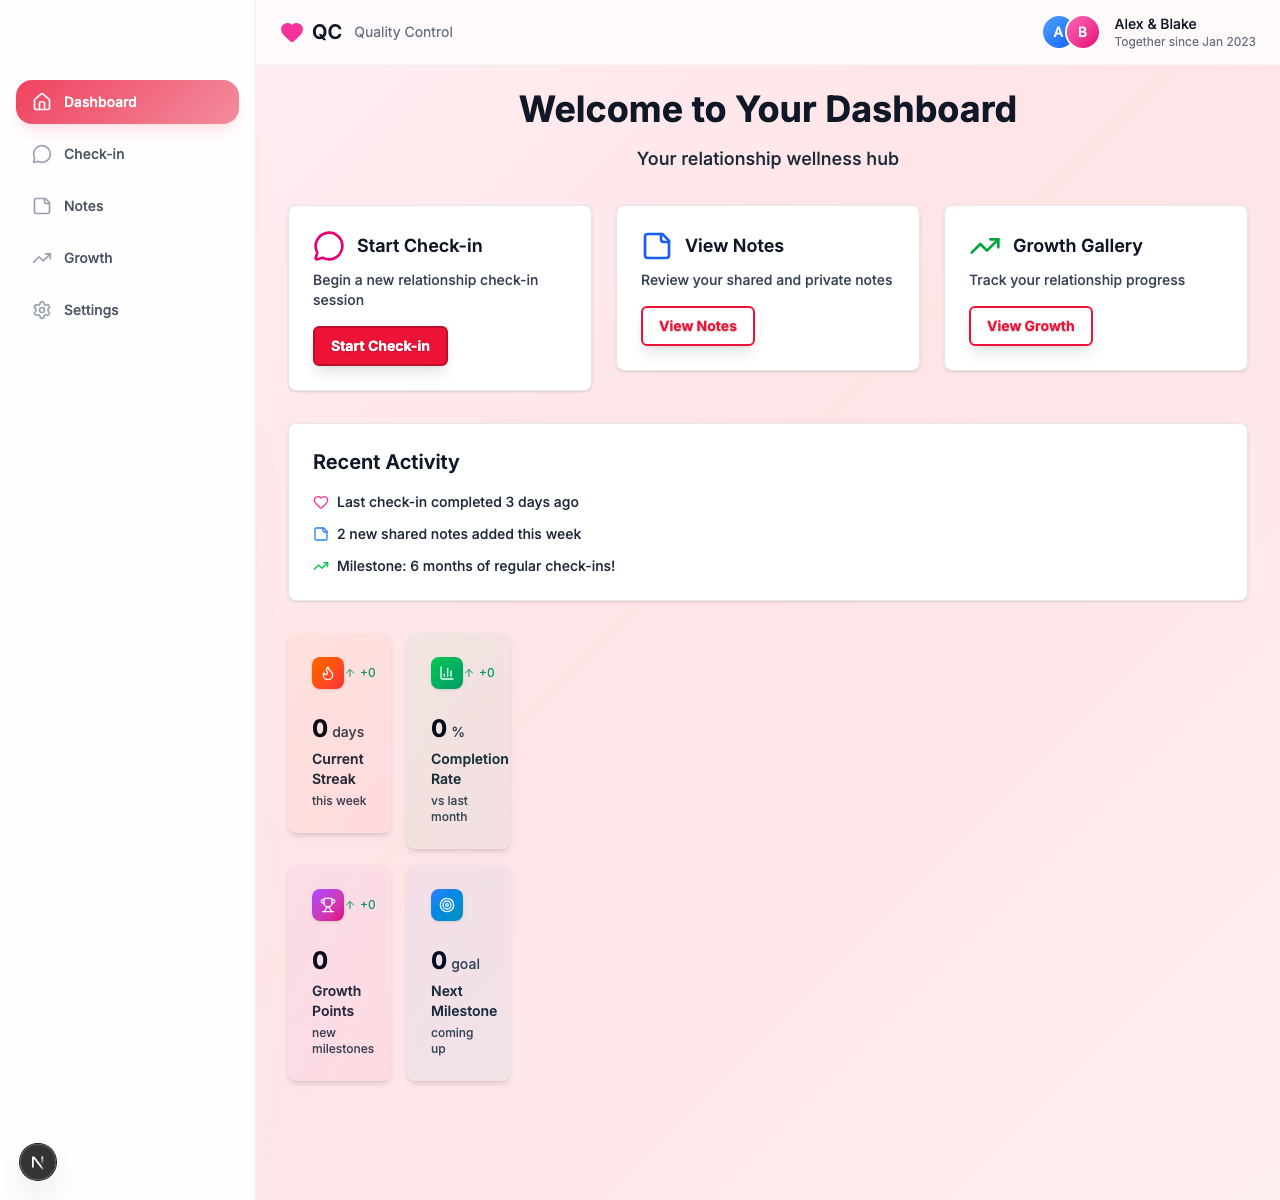 QC Quality Control
A B
Alex & Blake
Together since Jan 2023
Dashboard
Check-in
Notes
Growth
Settings
Welcome to Your Dashboard
Your relationship wellness hub
Start Check-in
Begin a new relationship check-in
session
Start Check-in
View Notes
Review your shared and private notes
View Notes
Growth Gallery
Track your relationship progress
View Growth
Recent Activity
Last check-in completed 3 days ago
2 new shared notes added this week
Milestone: 6 months of regular check-ins!
↑ +0
0 days
Current
Streak
this week
↑ +0
0 %
Completion
Rate
vs last
month
↑ +0
0
Growth
Points
new
milestones
0 goal
Next
Milestone
coming
up
N